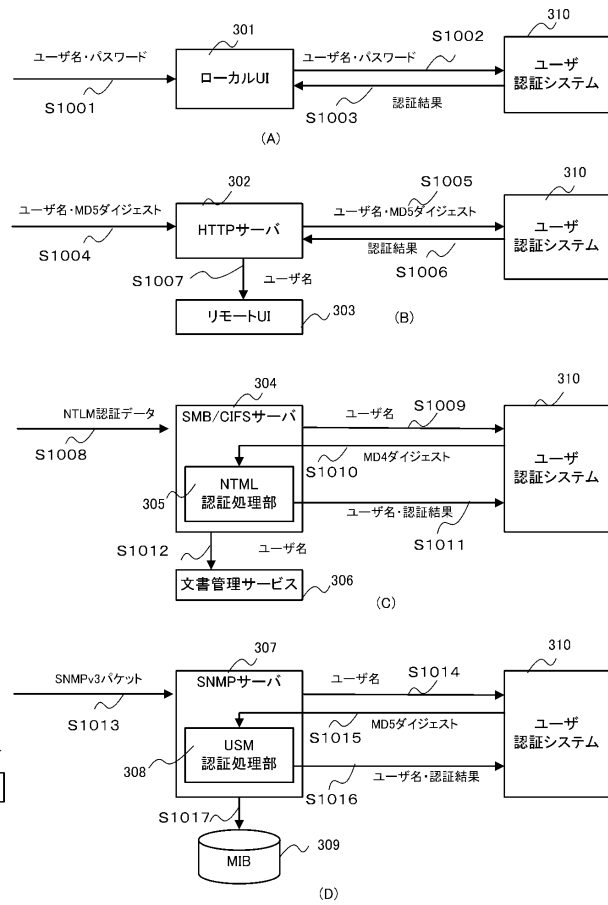 301
310
ユーザ名・パスワード
ユーザ名・パスワード
S1002
ローカルUI
ユーザ
認証システム
S1001
S1003
認証結果
(A)
302
310
S1005
ユーザ名・MD5ダイジェスト
ユーザ名・MD5ダイジェスト
HTTPサーバ
ユーザ
認証システム
S1004
認証結果
S1006
S1007
ユーザ名
リモートUI
303
(B)
304
310
NTLM認証データ
SMB/CIFSサーバ
ユーザ名
S1009
S1008
S1010
MD4ダイジェスト
ユーザ
認証システム
305
NTML
認証処理部
ユーザ名・認証結果
S1011
S1012
ユーザ名
文書管理サービス
306
(C)
307
310
SNMPv3パケット
SNMPサーバ
ユーザ名
S1014
S1013
S1015
MD5ダイジェスト
ユーザ
認証システム
308
USM
認証処理部
ユーザ名・認証結果
S1016
S1017
MIB
309
(D)